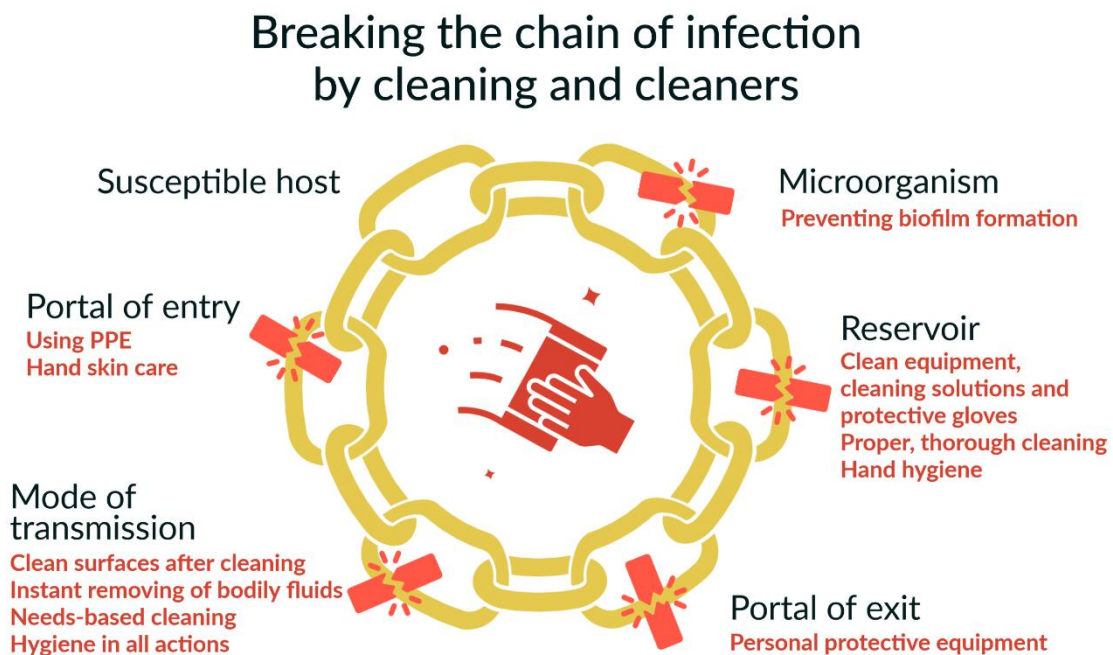 Breaking the chain of infection
by cleaning and cleaners
Susceptible host
Microorganism
Preventing biofilm formation
Portal of entry
Using PPE
Hand skin care
Reservoir
Clean equipment,
cleaning solutions and
protective gloves
Proper, thorough cleaning
Hand hygiene
Mode of
transmission
Clean surfaces after cleaning
Instant removing of bodily fluids
Needs-based cleaning
Hygiene in all actions
Portal of exit
Personal protective equipment